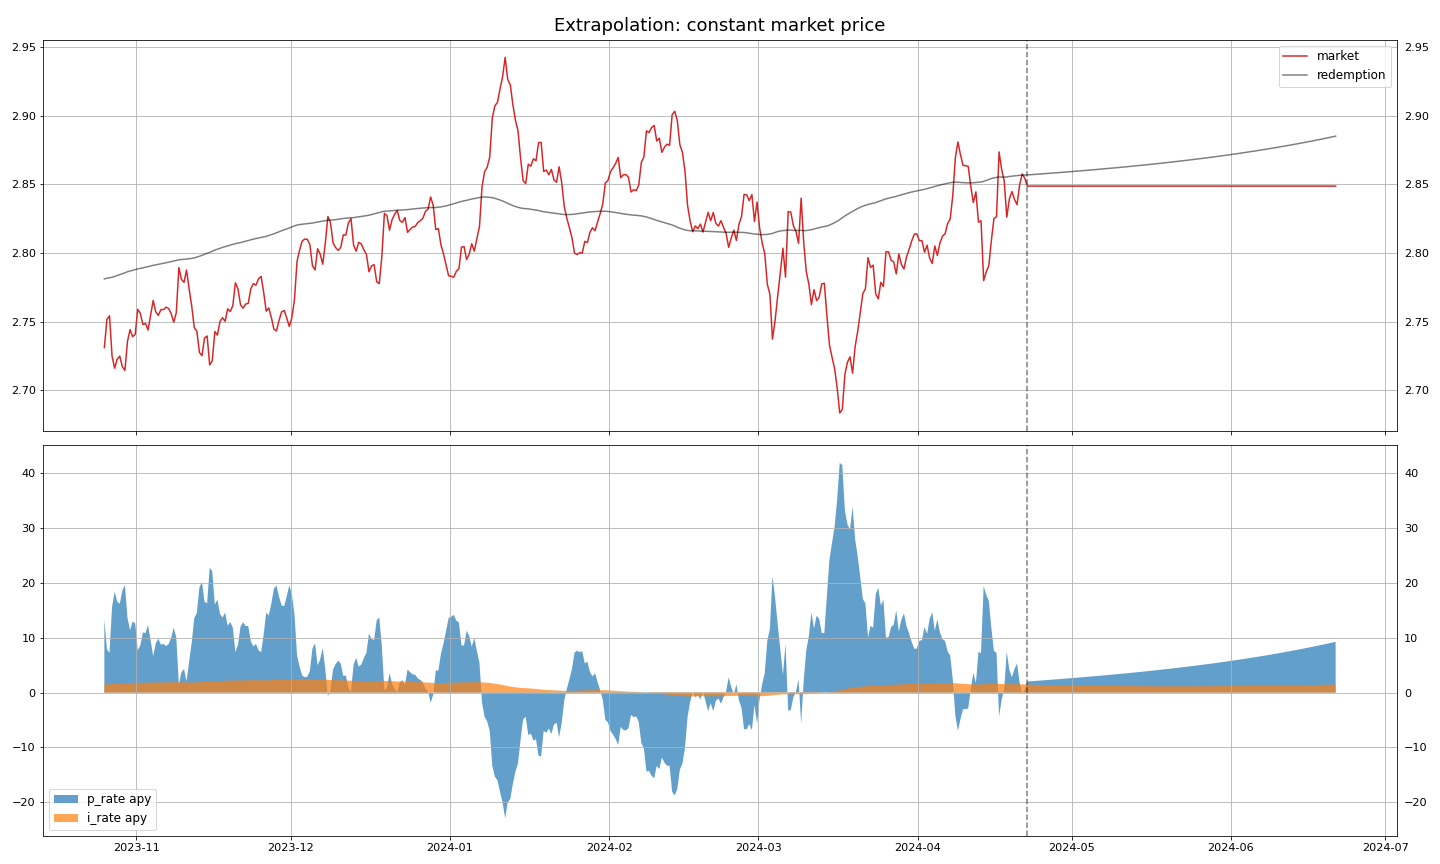 Extrapolation: constant market price
2.95 2.95
market
redemption
2.90 2.90
2.85 2.85
2.80 2.80
2.75 2.75
2.70 2.70
40 40
30 30
20 20
10 10
0 0
−10 −10
−20 −20
p_rate apy
i_rate apy
2023-11 2023-12 2024-01 2024-02 2024-03 2024-04 2024-05 2024-06 2024-07